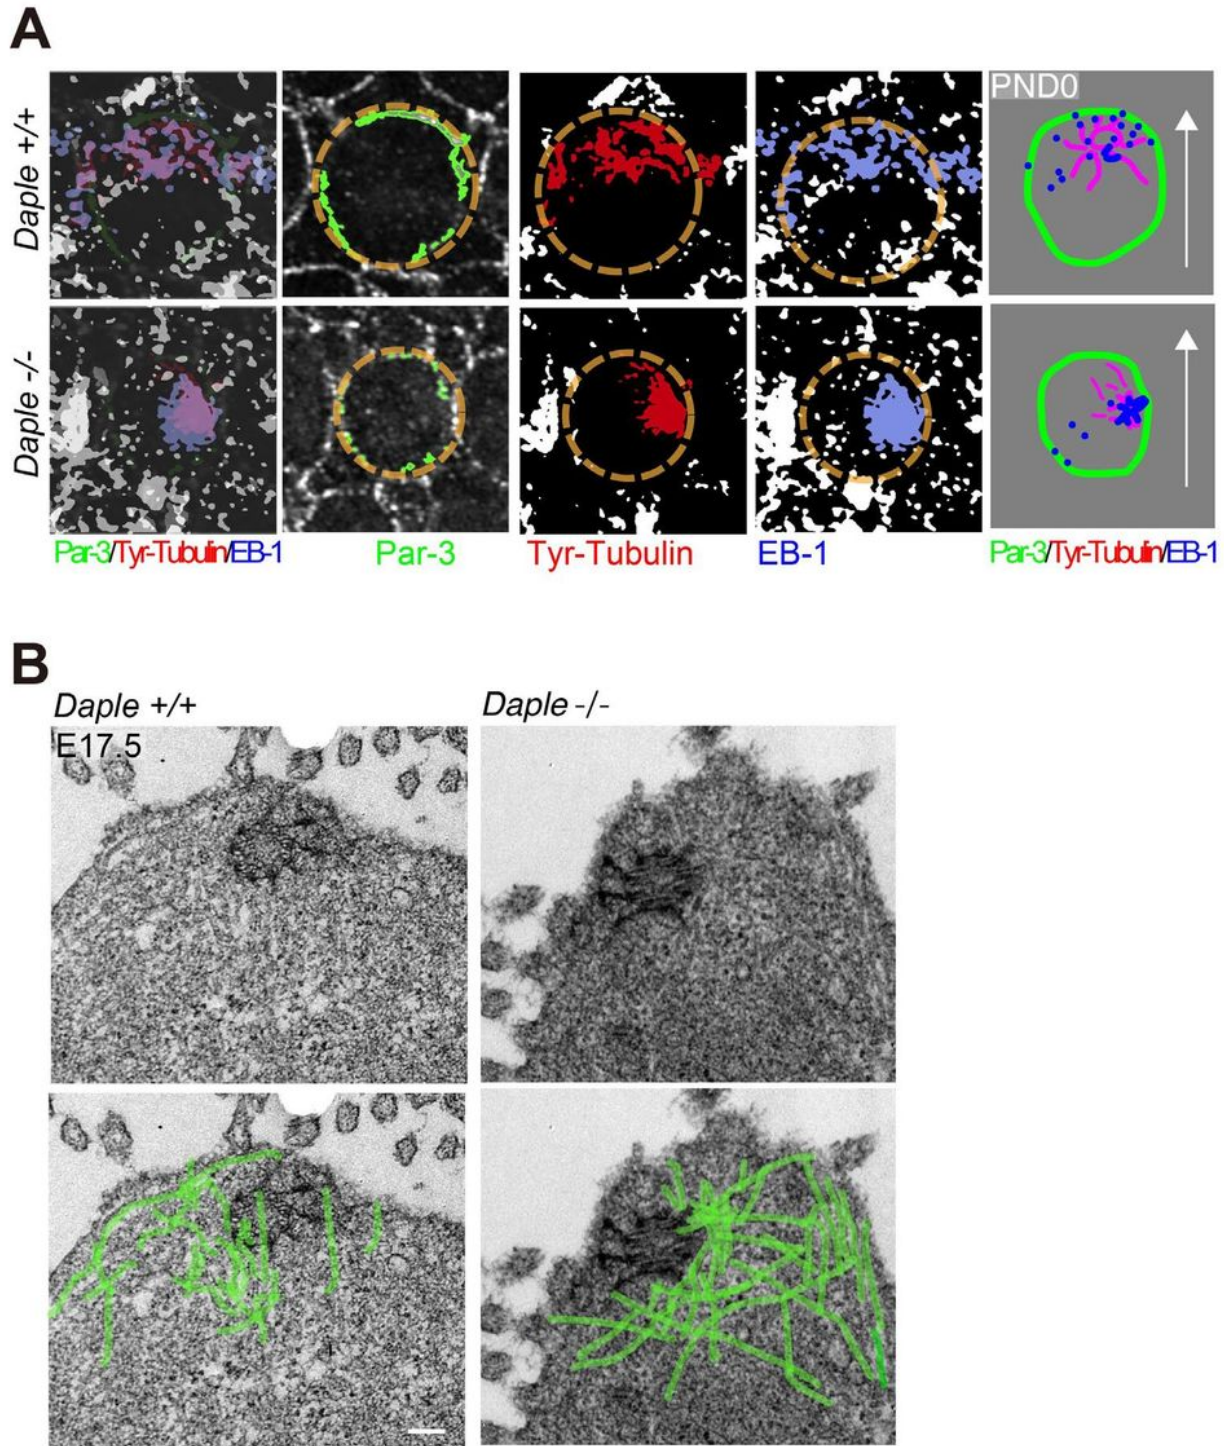 A
Daple +/+
PND0
Daple -/-
Par-3/Tyr-Tubulin/EB-1
Par-3
Tyr-Tubulin
EB-1
Par-3/Tyr-Tubulin/EB-1
B
Daple +/+
Daple -/-
E17.5